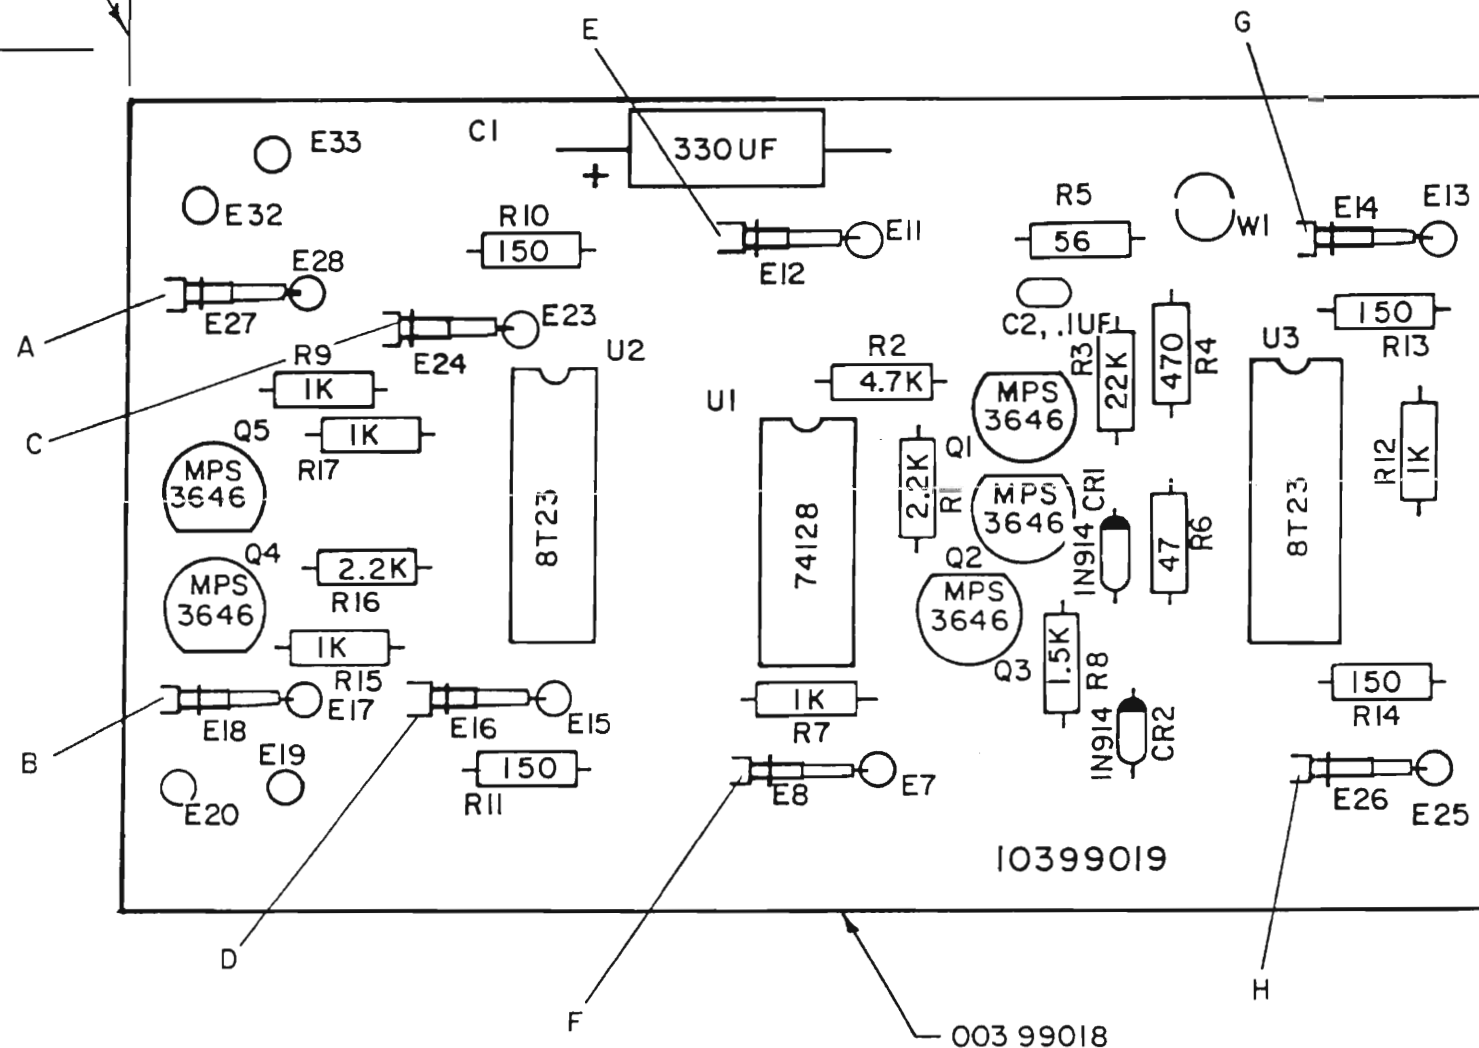 E
G
C1
330UF
+
E33
E32
R10
150
E11
E12
R5
56
W1
E14
E13
E28
E27
A
E23
E24
C2, .1UF
R3
22K
470
R4
150
R13
R9
1K
U2
R2
4.7K
U1
U3
MPS
3646
Q1
C
Q5
1K
R17
MPS
3646
8T23
74128
2.2K
R
MPS
3646
Q2
CR1
1N914
47
R6
8T23
R12
1K
Q4
MPS
3646
2.2K
R16
MPS
3646
Q3
1.5K
R8
1K
R15
E18
E17
E16
E15
1K
R7
1N914
CR2
150
R14
B
E19
E20
150
R11
E8
E7
E26
E25
10399019
D
F
H
003 99018